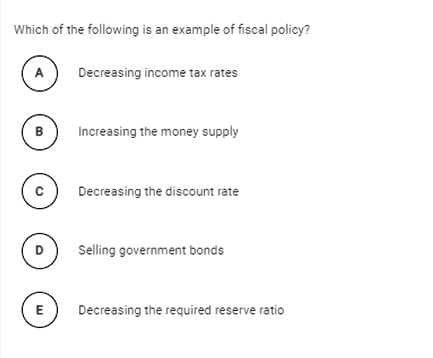 Which of the following is an example of fiscal policy?
A Decreasing income tax rates
B Increasing the money supply
C Decreasing the discount rate
D Selling government bonds
E Decreasing the required reserve ratio